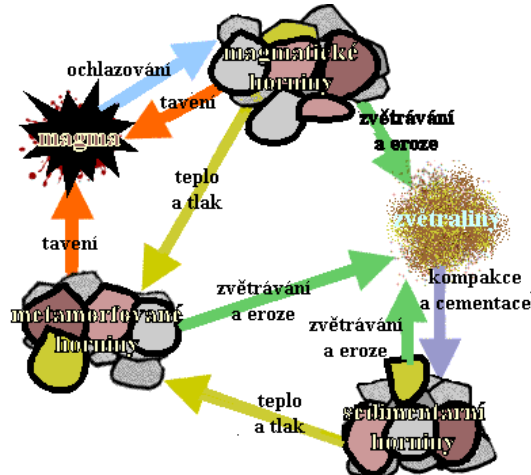 magmatické
horniny
ochlazování
tavení
magma
zvětrávání
a eroze
teplo
a tlak
zvětraliny
tavení
kompakce
a cementace
zvětrávání
a eroze
metamorfované
horniny
zvětrávání
a eroze
teplo
a tlak
sedimentarní
horniny